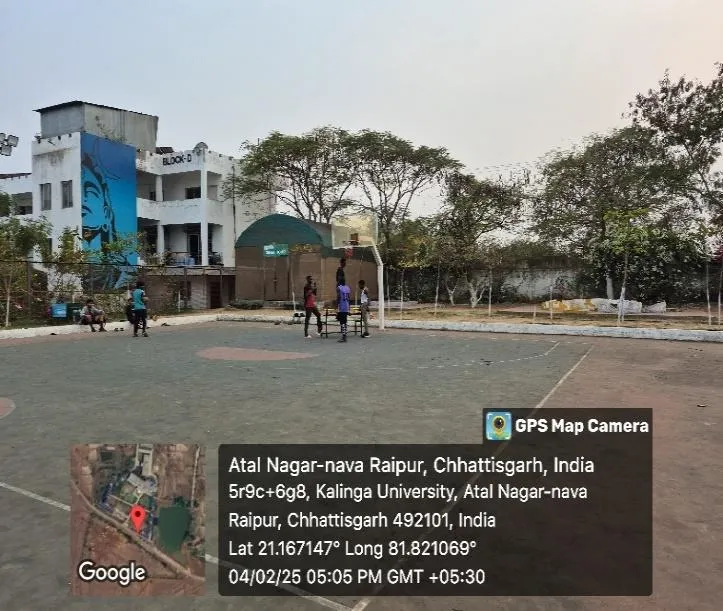 BLOCK-D
GPS Map Camera
Atal Nagar-nava Raipur, Chhattisgarh, India
5r9c+6g8, Kalinga University, Atal Nagar-nava
Raipur, Chhattisgarh 492101, India
Lat 21.167147° Long 81.821069°
04/02/25 05:05 PM GMT +05:30
Google